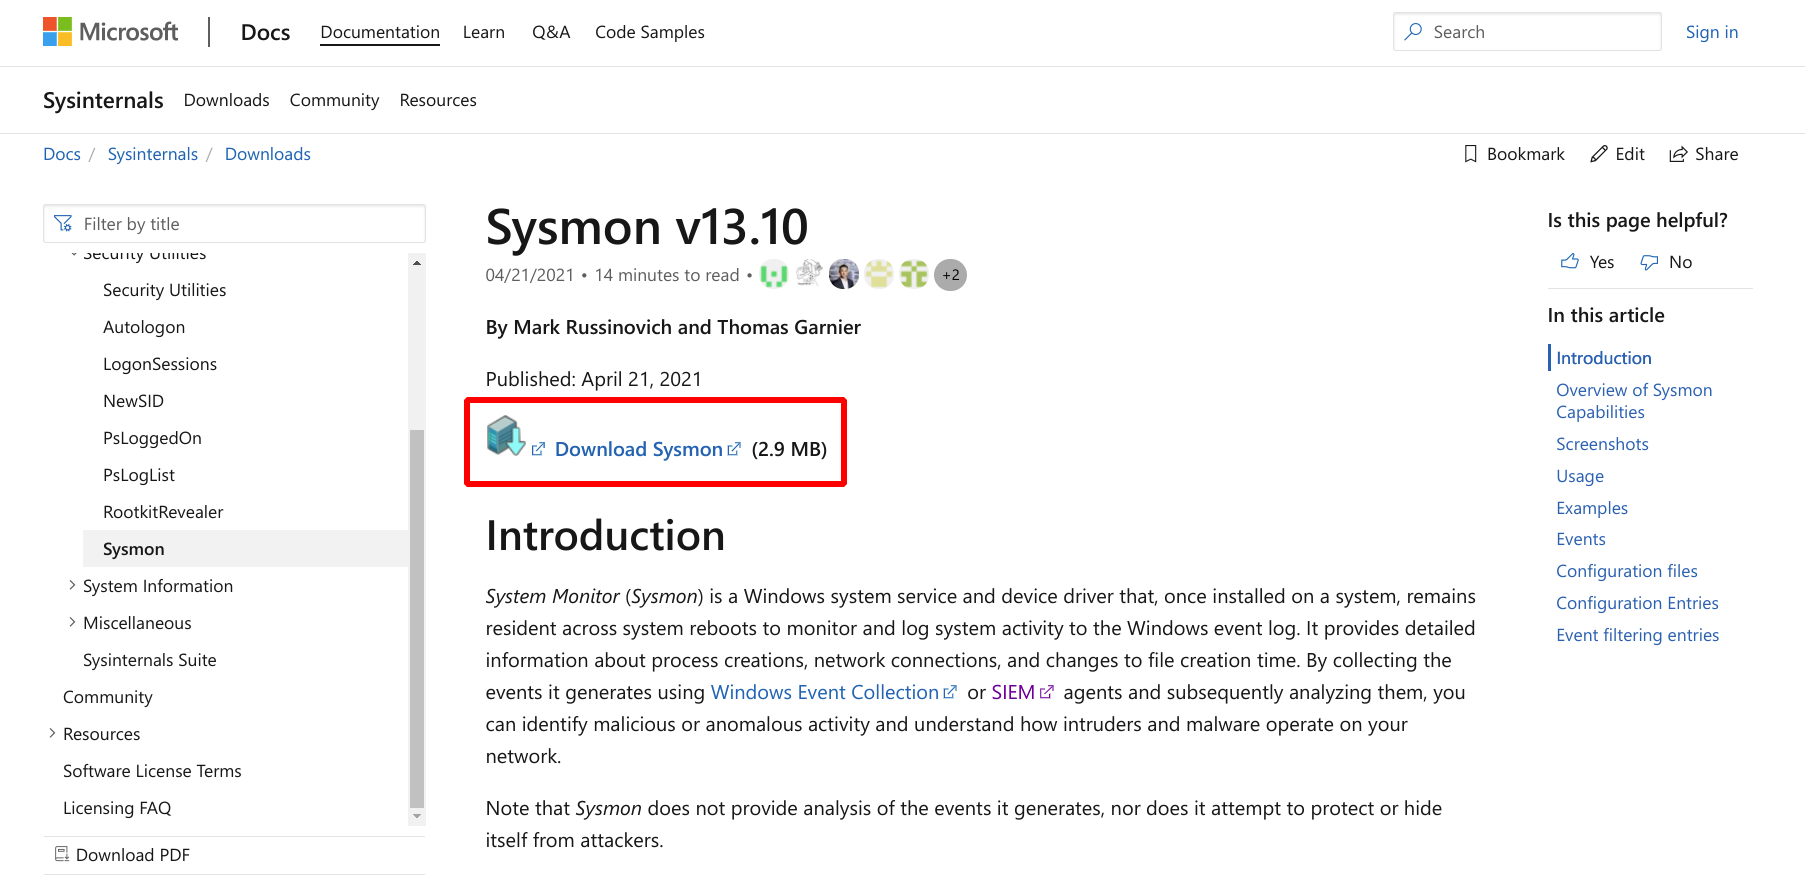 Microsoft Docs Documentation Learn Q&A Code Samples Search Sign in
Sysinternals Downloads Community Resources
Docs / Sysinternals / Downloads Bookmark Edit Share
Filter by title
Security Utilities
Security Utilities
Autologon
LogonSessions
NewSID
PsLoggedOn
PsLogList
RootkitRevealer
Sysmon
System Information
Miscellaneous
Sysinternals Suite
Community
Resources
Software License Terms
Licensing FAQ
Download PDF
Sysmon v13.10
04/21/2021 • 14 minutes to read • +2
By Mark Russinovich and Thomas Garnier
Published: April 21, 2021
Download Sysmon (2.9 MB)
Introduction
System Monitor (Sysmon) is a Windows system service and device driver that, once installed on a system, remains
resident across system reboots to monitor and log system activity to the Windows event log. It provides detailed
information about process creations, network connections, and changes to file creation time. By collecting the
events it generates using Windows Event Collection or SIEM agents and subsequently analyzing them, you
can identify malicious or anomalous activity and understand how intruders and malware operate on your
network.
Note that Sysmon does not provide analysis of the events it generates, nor does it attempt to protect or hide
itself from attackers.
Is this page helpful?
Yes No
In this article
Introduction
Overview of Sysmon
Capabilities
Screenshots
Usage
Examples
Events
Configuration files
Configuration Entries
Event filtering entries